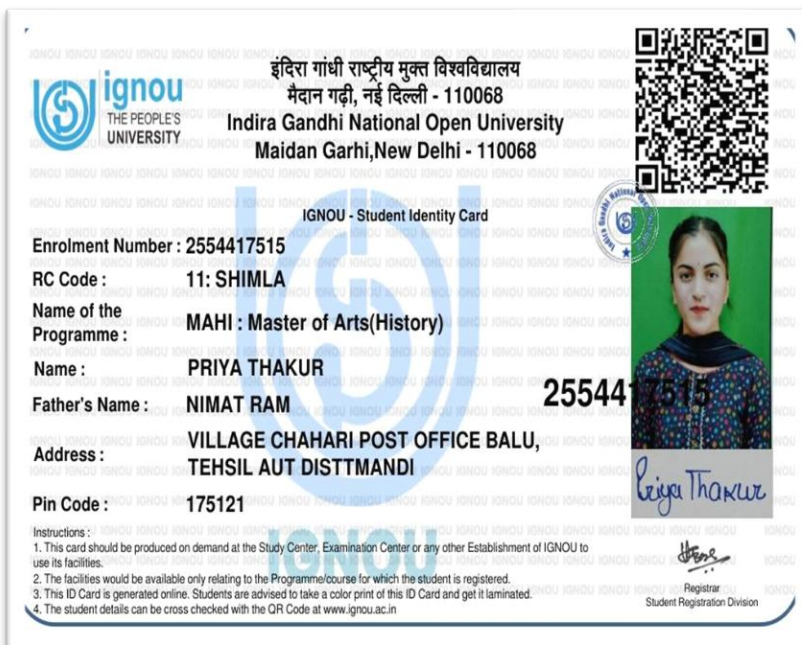 ignou
THE PEOPLE'S
UNIVERSITY
इंदिरा गांधी राष्ट्रीय मुक्त विश्वविद्यालय
मैदान गढ़ी, नई दिल्ली - 110068
Indira Gandhi National Open University
Maidan Garhi,New Delhi - 110068
IGNOU - Student Identity Card
Enrolment Number : 2554417515
RC Code : 11: SHIMLA
Name of the
Programme : MAHI : Master of Arts(History)
Name : PRIYA THAKUR
Father's Name : NIMAT RAM
2554417515
Address : VILLAGE CHAHARI POST OFFICE BALU,
TEHSIL AUT DISTTMANDI
Pin Code : 175121
Priya Thakur
Instructions :
1. This card should be produced on demand at the Study Center, Examination Center or any other Establishment of IGNOU to
use its facilities.
2. The facilities would be available only relating to the Programme/course for which the student is registered.
3. This ID Card is generated online. Students are advised to take a color print of this ID Card and get it laminated.
4. The student details can be cross checked with the QR Code at www.ignou.ac.in
Registrar
Student Registration Division
IGNOU